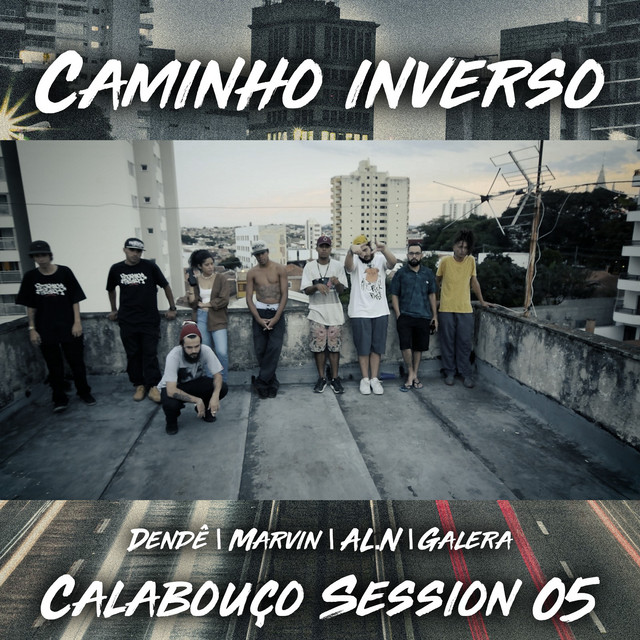 CAMINHO INVERSO
DENDÊ | MARVIN | AL.N | GALERA
CALABOUÇO SESSION 05